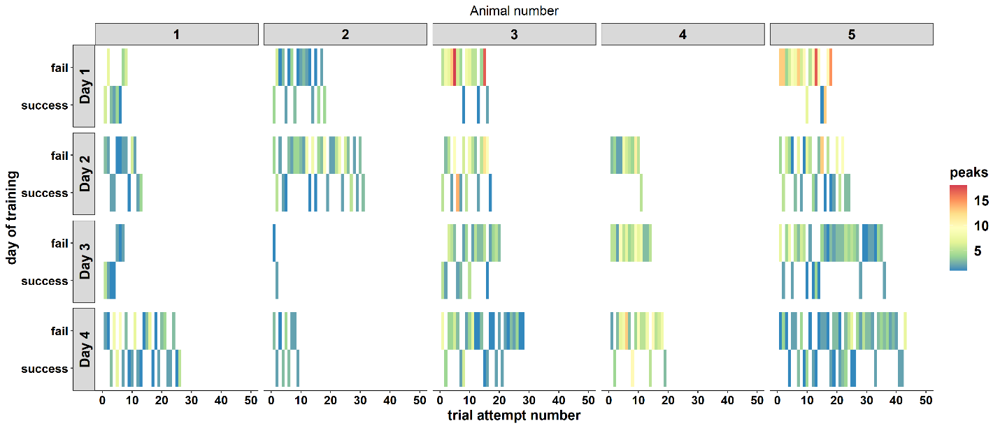 Animal number
1 2 3 4 5
Day 1
fail
success
Day 2
fail
success
Day 3
fail
success
Day 4
fail
success
day of training
0 10 20 30 40 50 0 10 20 30 40 50 0 10 20 30 40 50 0 10 20 30 40 50 0 10 20 30 40 50
trial attempt number
peaks
15
10
5